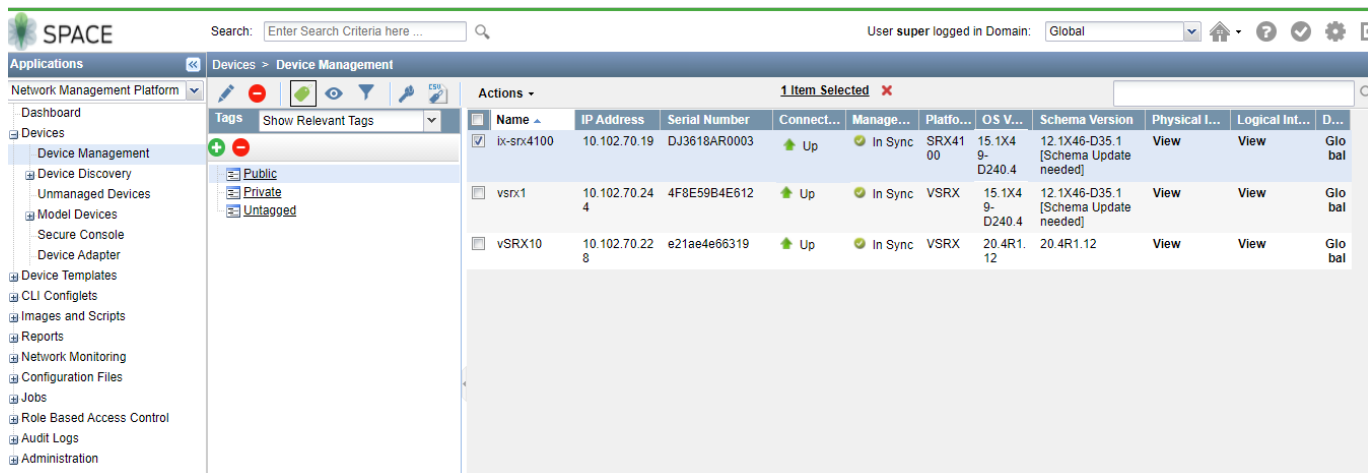 SPACE
Search: Enter Search Criteria here ...
User super logged in Domain: Global
Applications
Devices > Device Management
Network Management Platform
Dashboard
Devices
Device Management
Device Discovery
Unmanaged Devices
Model Devices
Secure Console
Device Adapter
Device Templates
CLI Configlets
Images and Scripts
Reports
Network Monitoring
Configuration Files
Jobs
Role Based Access Control
Audit Logs
Administration
CSV
Tags Show Relevant Tags
Public
Private
Untagged
Actions
1 Item Selected
Name IP Address Serial Number Connect... Manage... Platfo... OS V... Schema Version Physical I... Logical Int... D...
ix-srx4100 10.102.70.19 DJ3618AR0003 Up In Sync SRX41 15.1X4 12.1X46-D35.1 View View Glo
00 9- [Schema Update bal
D240.4 needed]
vsrx1 10.102.70.24 4F8E59B4E612 Up In Sync VSRX 15.1X4 12.1X46-D35.1 View View Glo
4 9- [Schema Update bal
D240.4 needed]
vSRX10 10.102.70.22 e21ae4e66319 Up In Sync VSRX 20.4R1. 20.4R1.12 View View Glo
8 12 bal